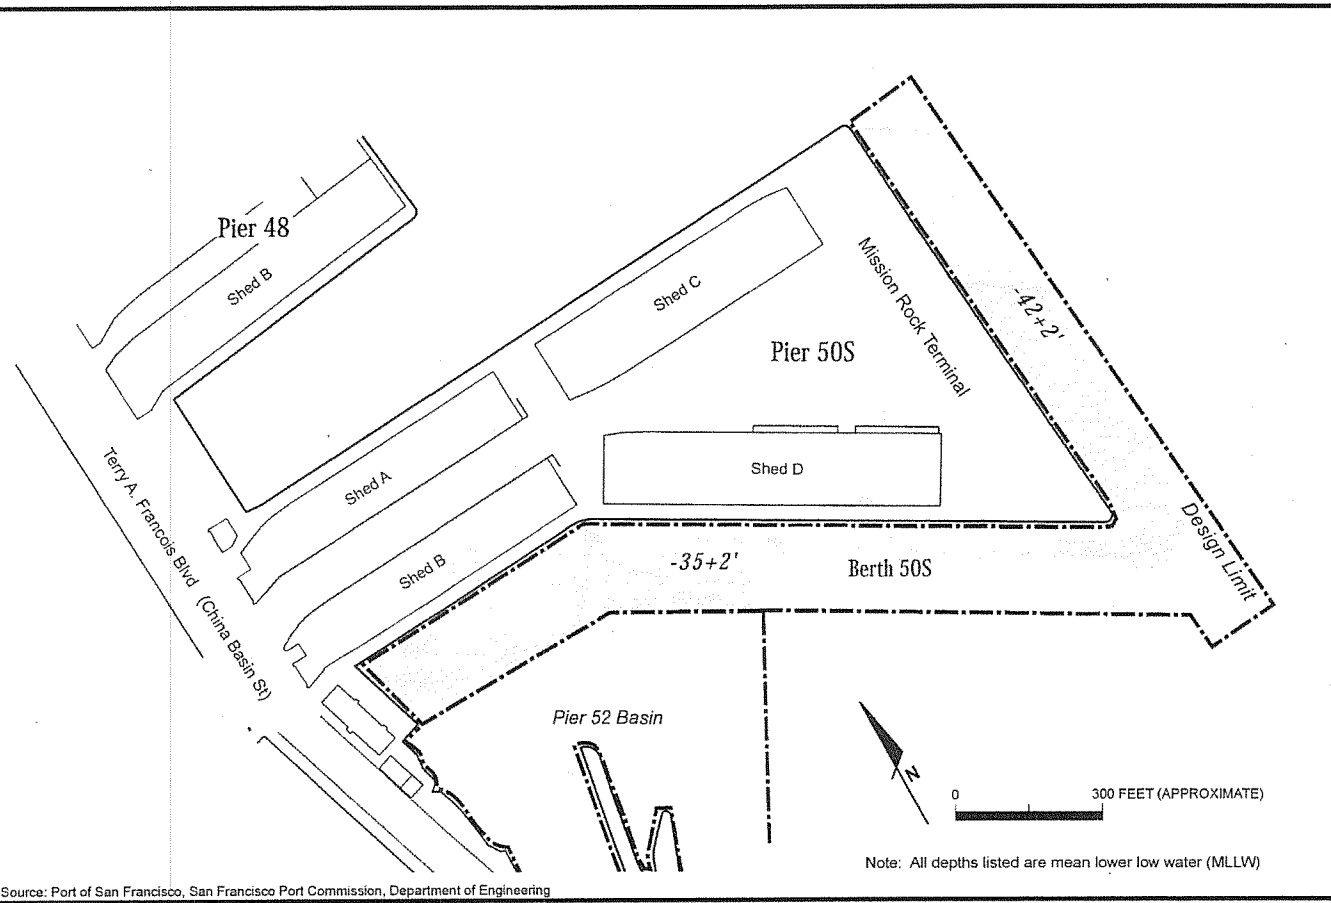 Pier 48
Shed B
Shed C
-42+2'
Mission Rock Terminal
Pier 50S
Shed A
Shed D
Terry A. Francois Blvd (China Basin St)
Shed B
-35+2'
Berth 50S
Design Limit
Pier 52 Basin
N
0 300 FEET (APPROXIMATE)
Note: All depths listed are mean lower low water (MLLW)
Source: Port of San Francisco, San Francisco Port Commission, Department of Engineering